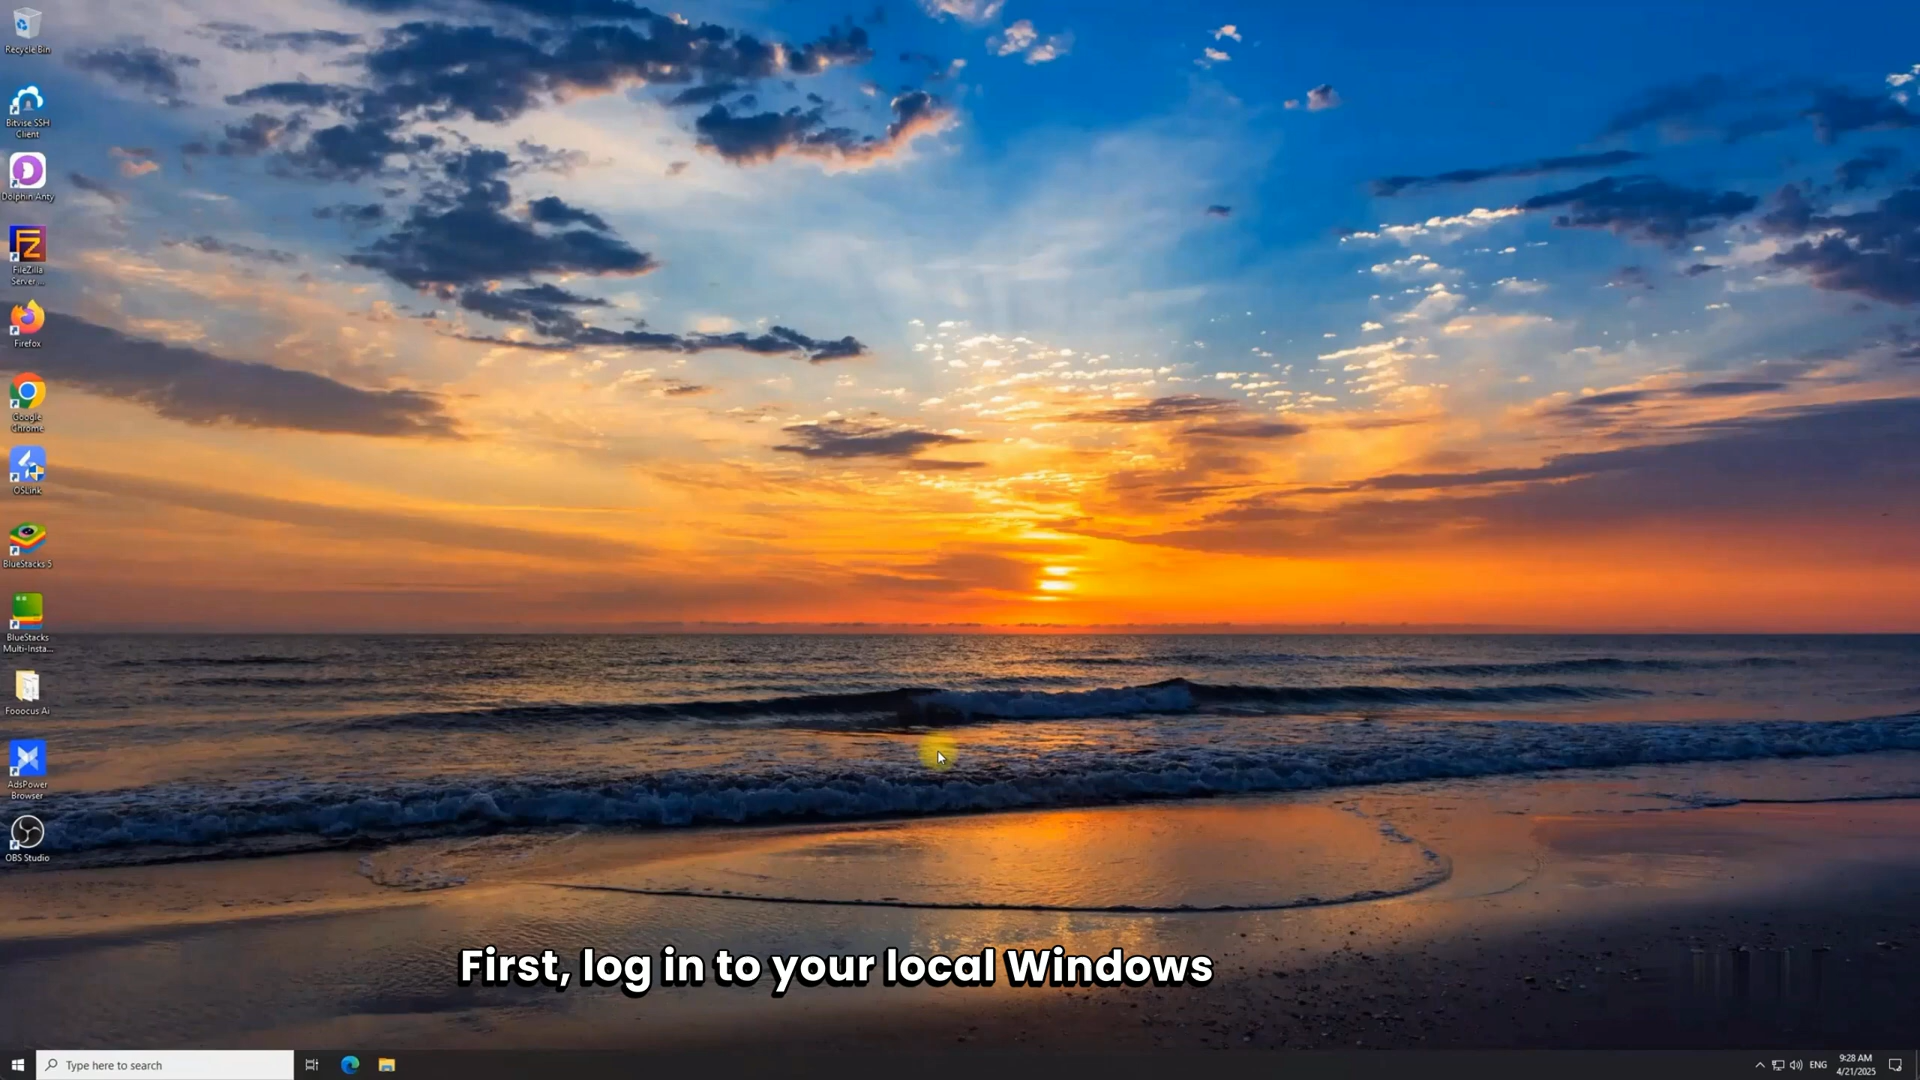 Recycle Bin
Bitvise SSH
Client
Dolphin Anty
FileZilla
Server ...
Firefox
Google
Chrome
OSLink
BlueStacks 5
BlueStacks
Multi-Insta...
Fooocus Ai
AdsPower
Browser
OBS Studio
First, log in to your local Windows
Type here to search
ENG
9:28 AM
4/21/2025